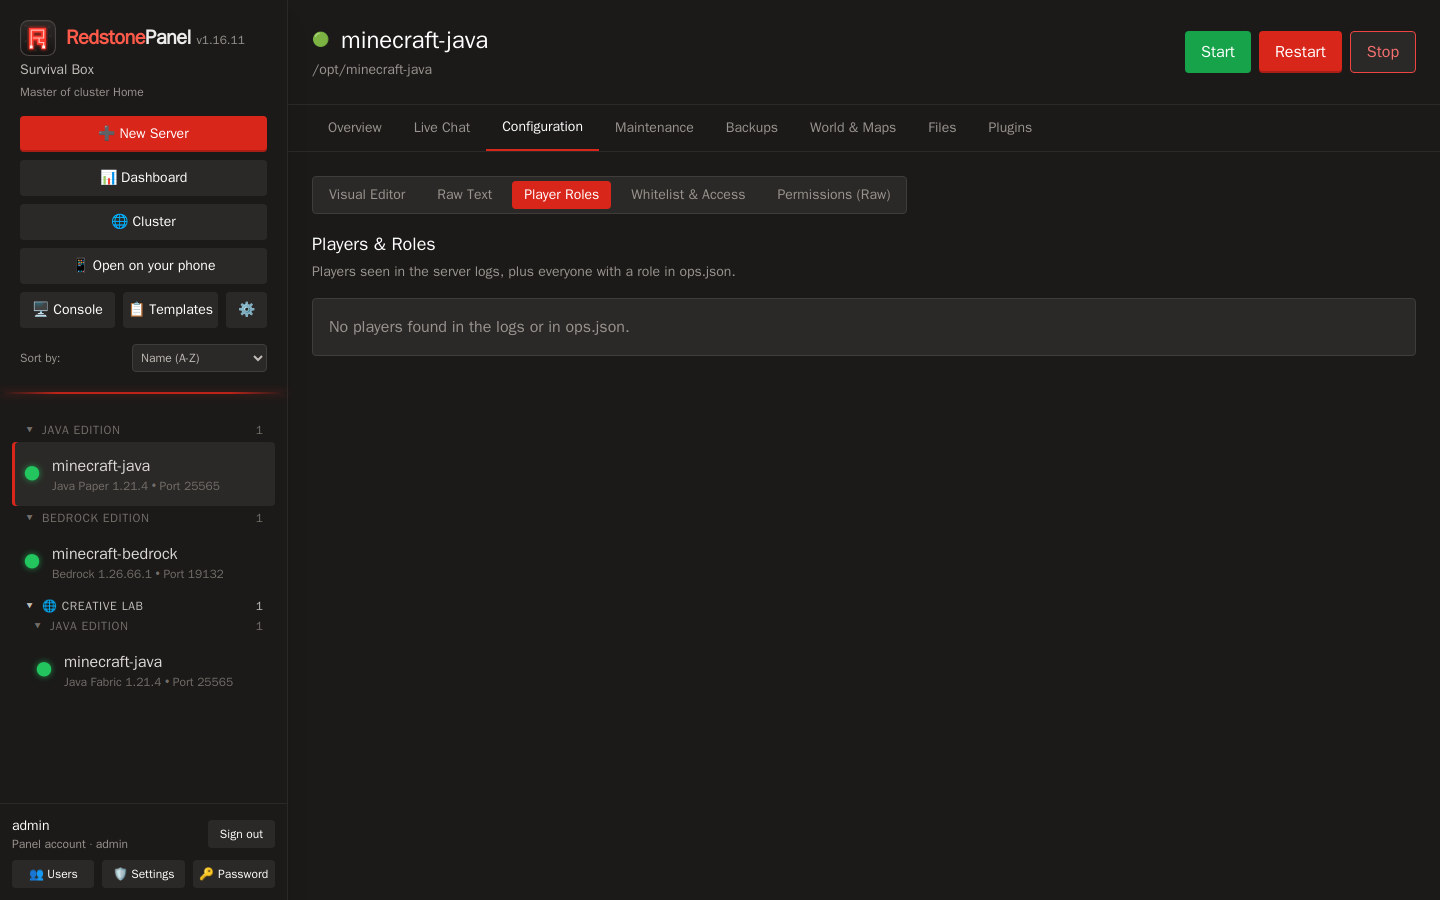 RedstonePanel v1.16.11
Survival Box
Master of cluster Home
New Server
Dashboard
Cluster
Open on your phone
Console
Templates
Sort by:
Name (A-Z)
JAVA EDITION 1
minecraft-java
Java Paper 1.21.4 • Port 25565
BEDROCK EDITION 1
minecraft-bedrock
Bedrock 1.26.66.1 • Port 19132
CREATIVE LAB 1
JAVA EDITION 1
minecraft-java
Java Fabric 1.21.4 • Port 25565
admin
Panel account · admin
Sign out
Users
Settings
Password
minecraft-java
/opt/minecraft-java
Start
Restart
Stop
Overview
Live Chat
Configuration
Maintenance
Backups
World & Maps
Files
Plugins
Visual Editor
Raw Text
Player Roles
Whitelist & Access
Permissions (Raw)
Players & Roles
Players seen in the server logs, plus everyone with a role in ops.json.
No players found in the logs or in ops.json.